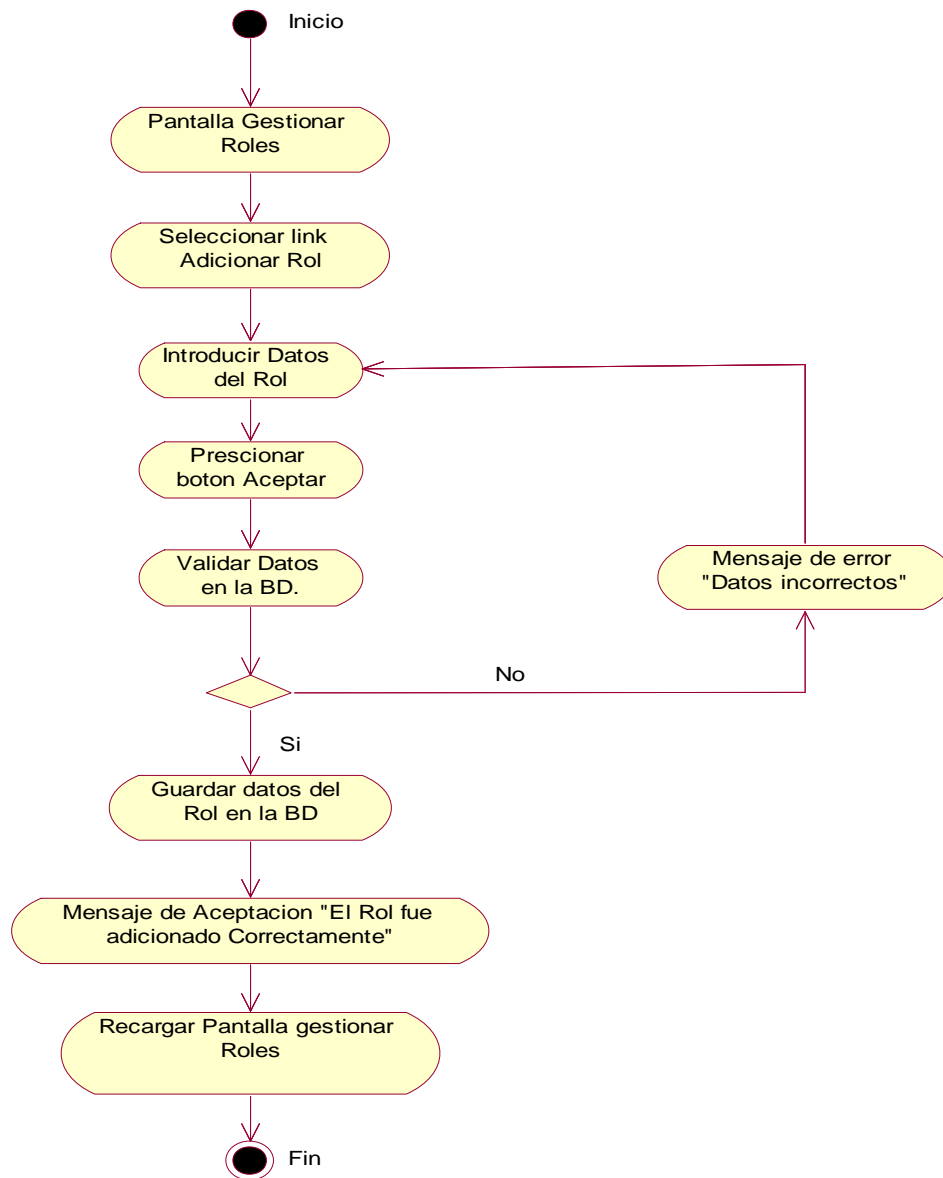 Inicio
Pantalla Gestionar
Roles
Seleccionar link
Adicionar Rol
Introducir Datos
del Rol
Prescionar
boton Aceptar
Validar Datos
en la BD.
Mensaje de error
"Datos incorrectos"
No
Si
Guardar datos del
Rol en la BD
Mensaje de Aceptacion "El Rol fue
adicionado Correctamente"
Recargar Pantalla gestionar
Roles
Fin